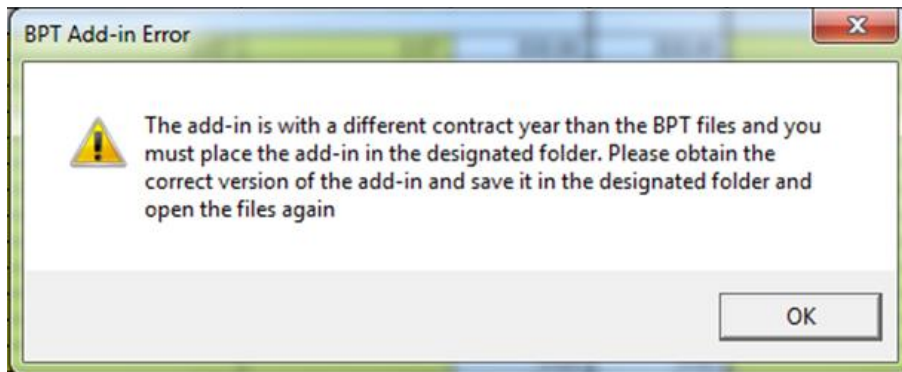 BPT Add-in Error
The add-in is with a different contract year than the BPT files and you
must place the add-in in the designated folder. Please obtain the
correct version of the add-in and save it in the designated folder and
open the files again
OK